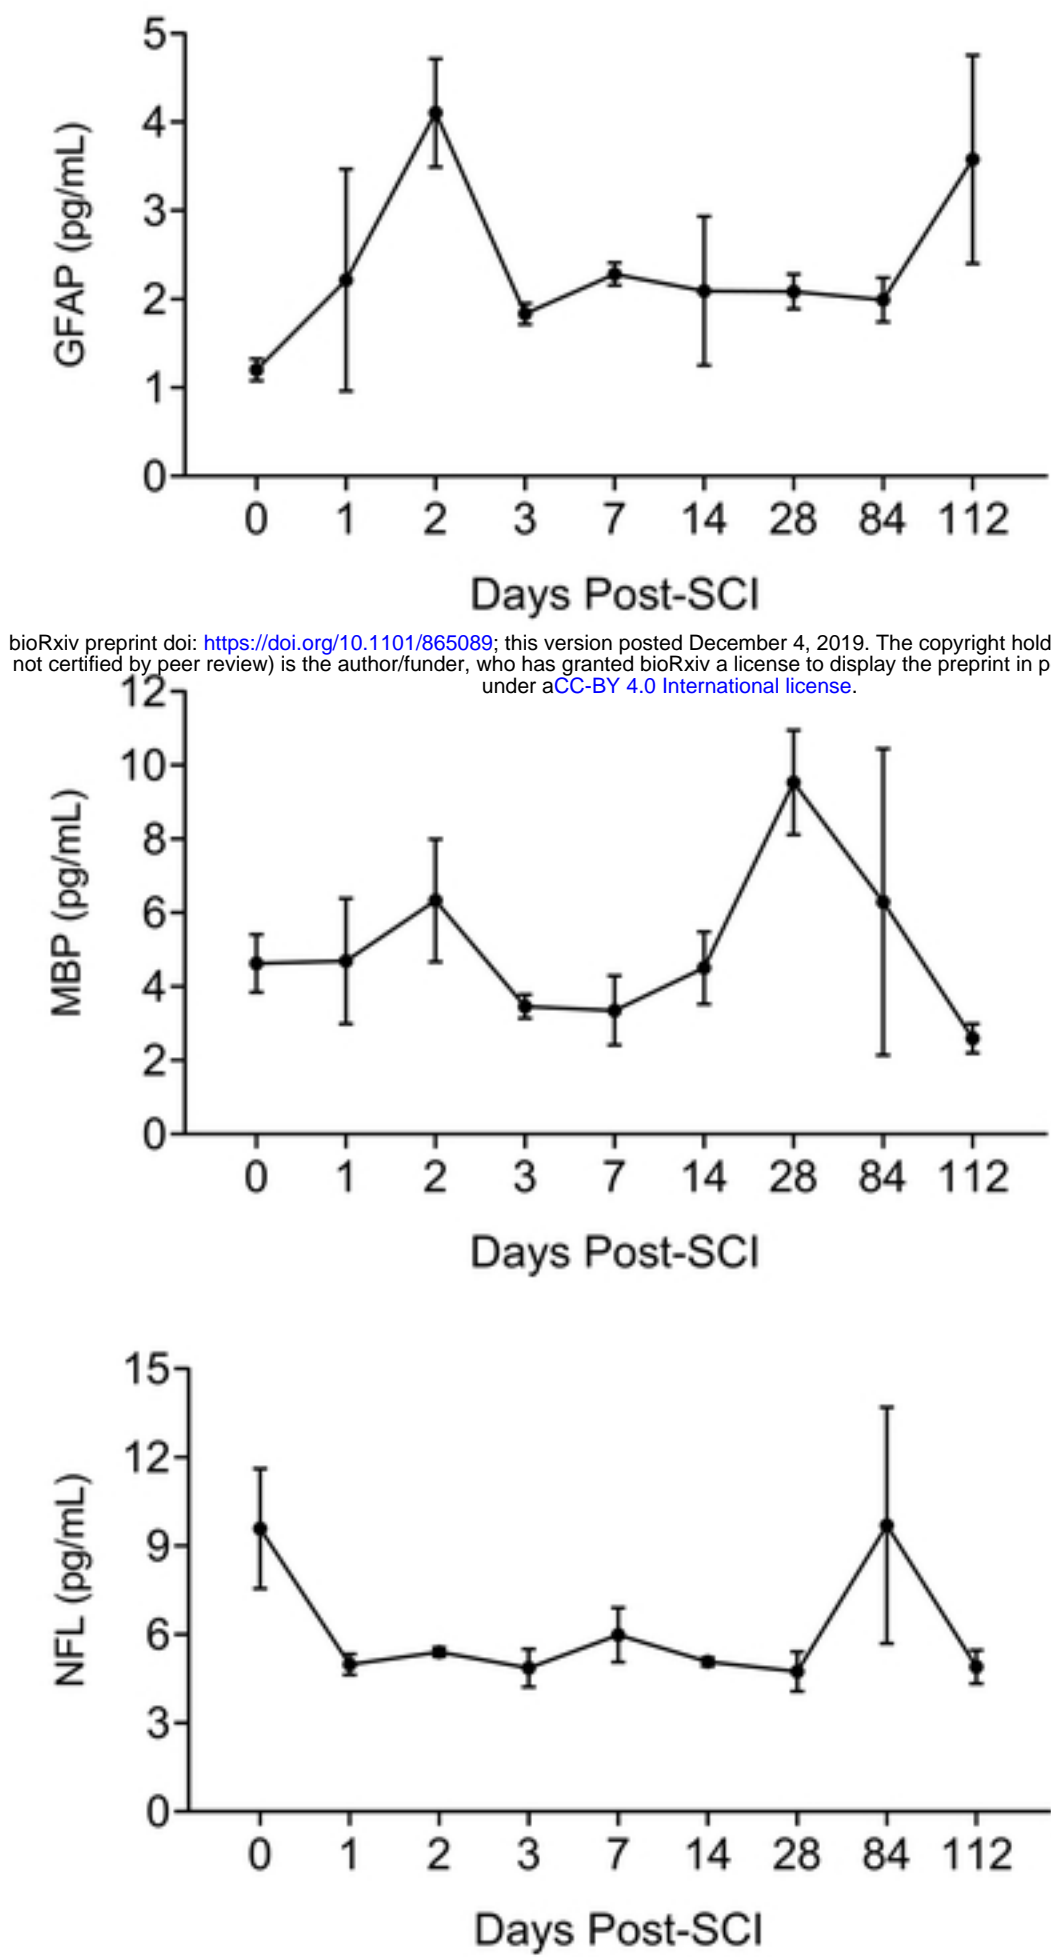 5
4
3
2
1
0
GFAP (pg/mL)
0 1 2 3 7 14 28 84 112
Days Post-SCI
bioRxiv preprint doi: https://doi.org/10.1101/865089; this version posted December 4, 2019. The copyright hold
not certified by peer review) is the author/funder, who has granted bioRxiv a license to display the preprint in p
under aCC-BY 4.0 International license.
12
10
8
6
4
2
0
MBP (pg/mL)
0 1 2 3 7 14 28 84 112
Days Post-SCI
15
12
9
6
3
0
NFL (pg/mL)
0 1 2 3 7 14 28 84 112
Days Post-SCI